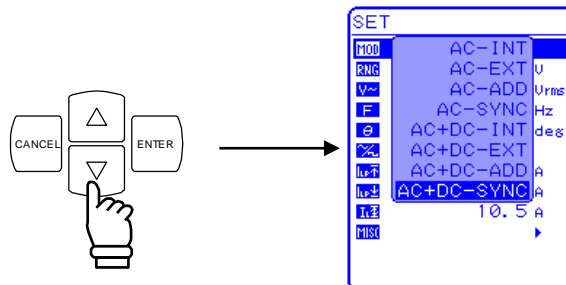 CANCEL
ENTER
SET
MOD AC-INT
RNG AC-EXT V
V~ AC-ADD Vrms
F AC-SYNC Hz
θ AC+DC-INT deg
AC+DC-EXT
AC+DC-ADD A
AC+DC-SYNC A
10.5 A
MISC